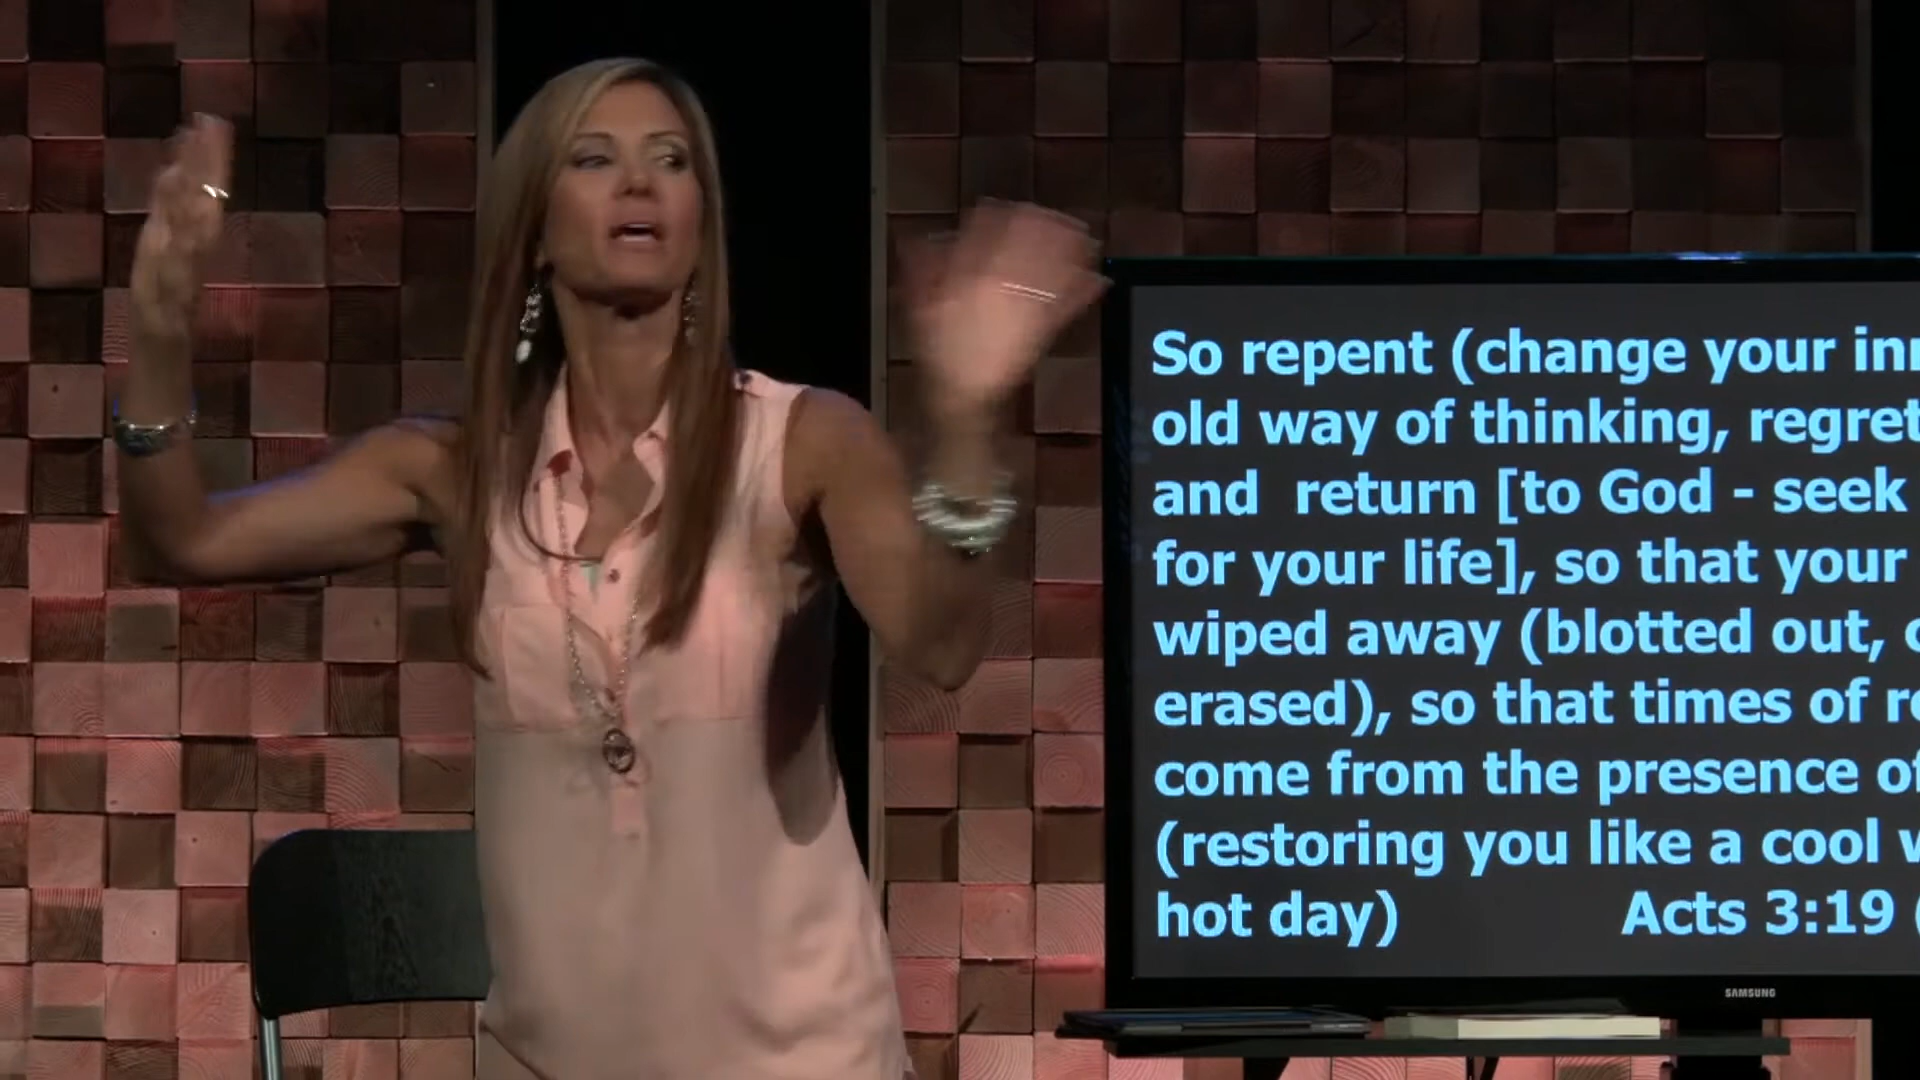 So repent (change your
old way of thinking, regret
and return [to God - seek
for your life], so that your
wiped away (blotted out,
erased), so that times of
come from the presence of
(restoring you like a cool
hot day) Acts 3:19
SAMSUNG